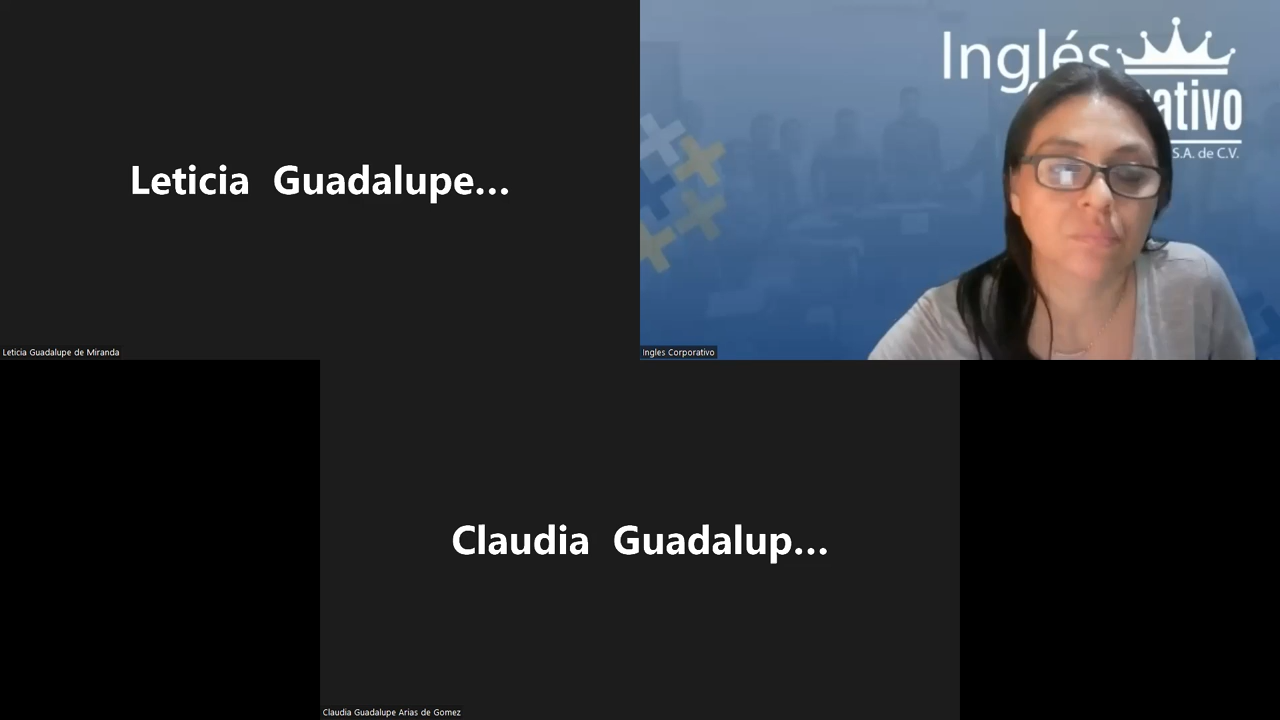 Leticia Guadalupe...
Leticia Guadalupe de Miranda
Inglés
ativo
S.A. de C.V.
Ingles Corporativo
Claudia Guadalup...
Claudia Guadalupe Arias de Gomez